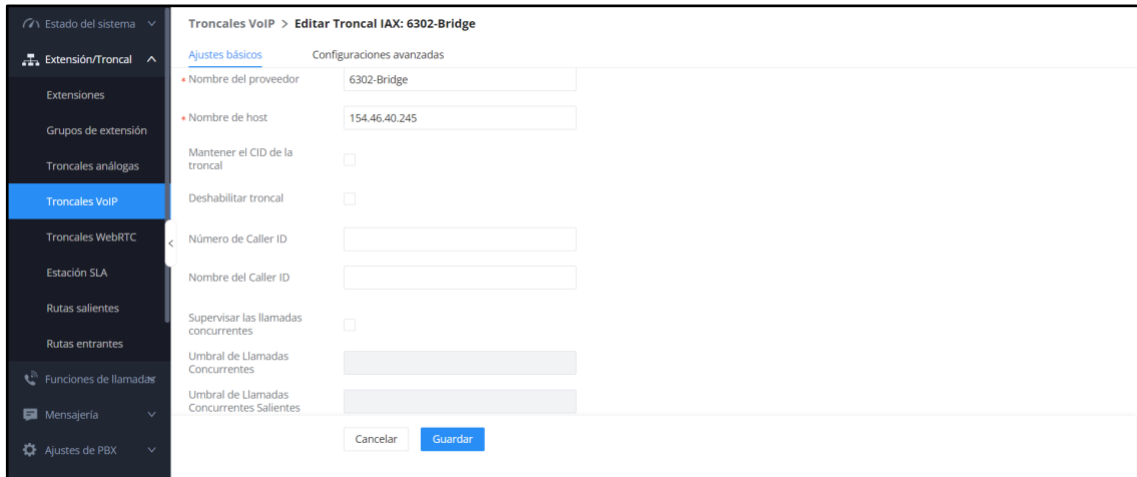 Estado del sistema
Extensión/Troncal
Extensiones
Grupos de extensión
Troncales análogas
Troncales VoIP
Troncales WebRTC
Estación SLA
Rutas salientes
Rutas entrantes
Funciones de llamadas
Mensajería
Ajustes de PBX
Troncales VoIP > Editar Troncal IAX: 6302-Bridge
Ajustes básicos Configuraciones avanzadas
* Nombre del proveedor 6302-Bridge
* Nombre de host 154.46.40.245
Mantener el CID de la
troncal
Deshabilitar troncal
Número de Caller ID
Nombre del Caller ID
Supervisar las llamadas
concurrentes
Umbral de Llamadas
Concurrentes
Umbral de Llamadas
Concurrentes Salientes
Cancelar Guardar